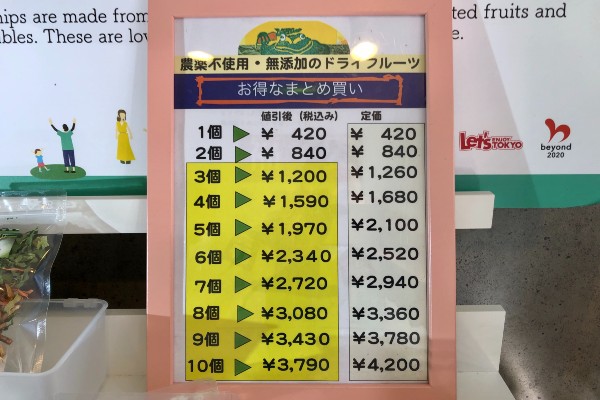 hips are made from
ted fruits and
bles. These are lov
e.
農薬不使用・無添加のドライフルーツ
お得なまとめ買い
値引後（税込み） 定価
1個 ▶ ¥ 420 ¥ 420
2個 ▶ ¥ 840 ¥ 840
3個 ▶ ¥1,200 ¥1,260
4個 ▶ ¥1,590 ¥1,680
5個 ▶ ¥1,970 ¥2,100
6個 ▶ ¥2,340 ¥2,520
7個 ▶ ¥2,720 ¥2,940
8個 ▶ ¥3,080 ¥3,360
9個 ▶ ¥3,430 ¥3,780
10個 ▶ ¥3,790 ¥4,200
Let's ENJOY TOKYO
beyond
2020